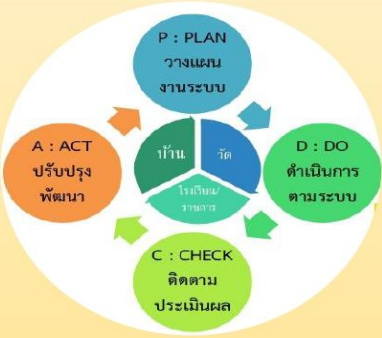 P : PLAN
วางแผน
งานระบบ
A : ACT
ปรับปรุง
พัฒนา
บ้าน
วัด
โรงเรียน/
ราชการ
D : DO
ดำเนินการ
ตามระบบ
C : CHECK
ติดตาม
ประเมินผล